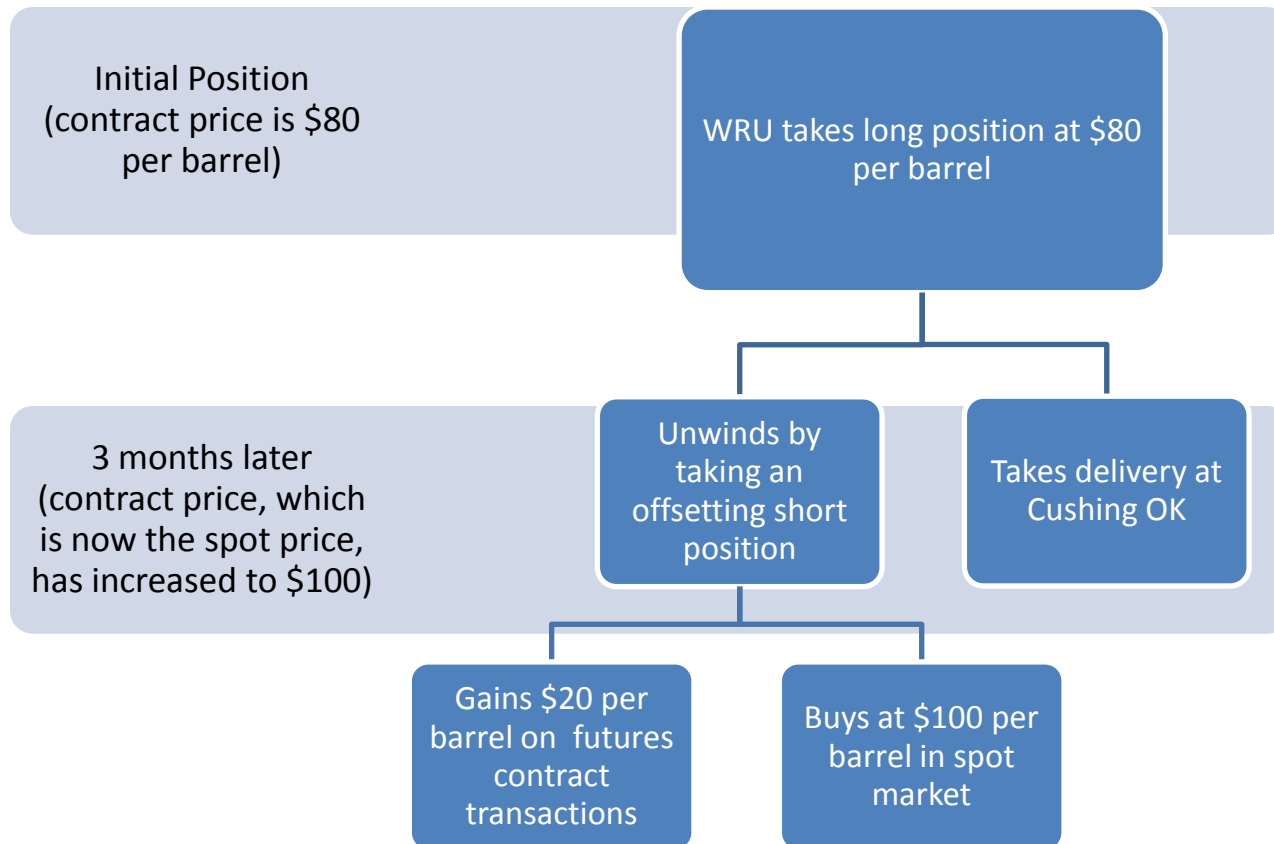 Initial Position
(contract price is $80
per barrel)
WRU takes long position at $80
per barrel
3 months later
(contract price, which
is now the spot price,
has increased to $100)
Unwinds by
taking an
offsetting short
position
Takes delivery at
Cushing OK
Gains $20 per
barrel on  futures
contract
transactions
Buys at $100 per
barrel in spot
market